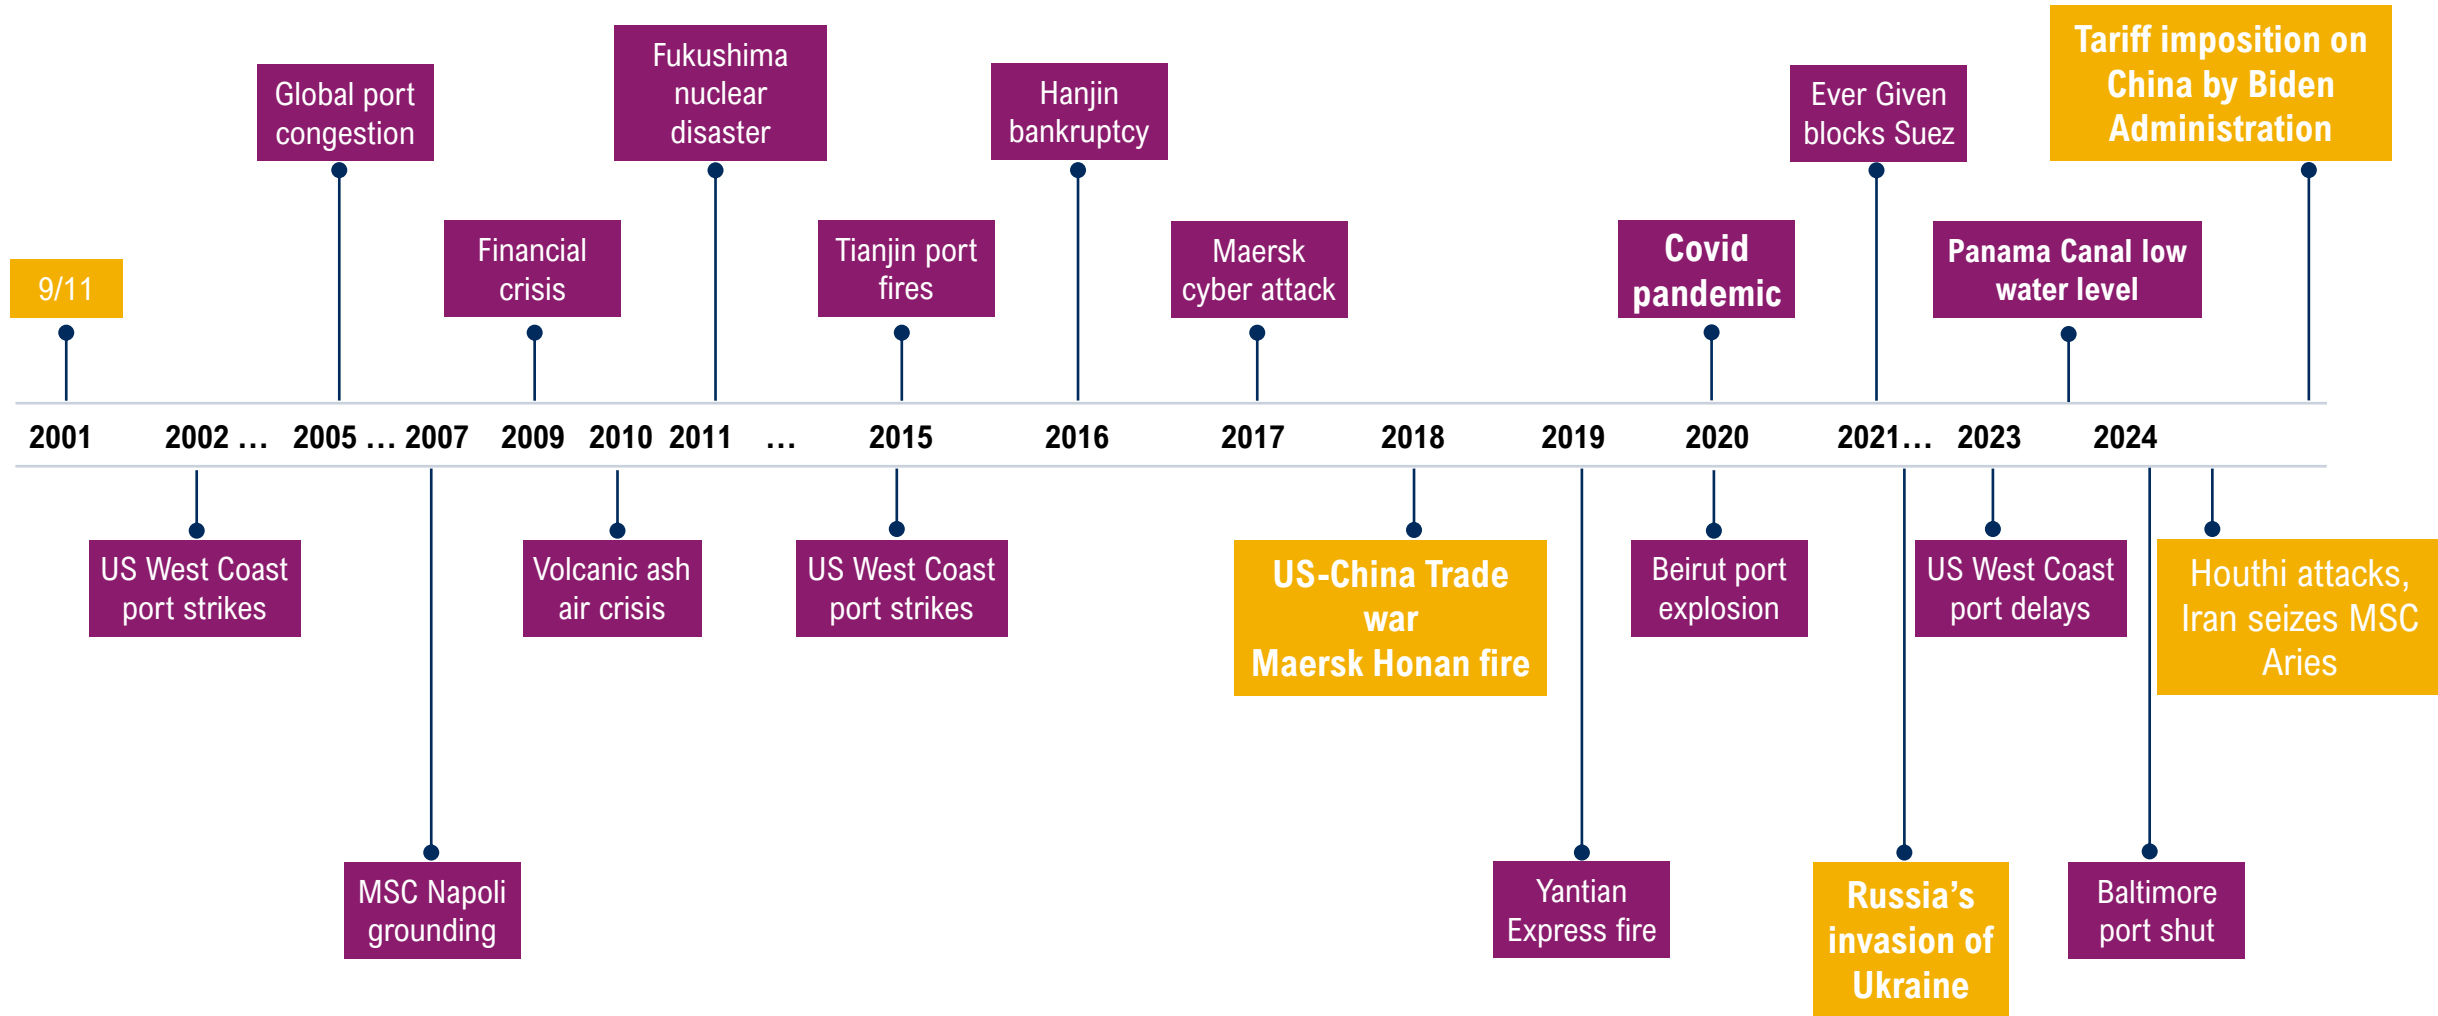 Tariff imposition on
China by Biden
Administration
Fukushima
nuclear
disaster
Global port
congestion
Hanjin
bankruptcy
Ever Given
blocks Suez
9/11
Financial
crisis
Tianjin port
fires
Maersk
cyber attack
Covid
pandemic
Panama Canal low
water level
2001 2002 ... 2005 ... 2007 2009 2010 2011 ... 2015 2016 2017 2018 2019 2020 2021... 2023 2024
US West Coast
port strikes
Volcanic ash
air crisis
US West Coast
port strikes
US-China Trade
war
Maersk Honan fire
Beirut port
explosion
US West Coast
port delays
Houthi attacks,
Iran seizes MSC
Aries
MSC Napoli
grounding
Yantian
Express fire
Russia's
invasion of
Ukraine
Baltimore
port shut